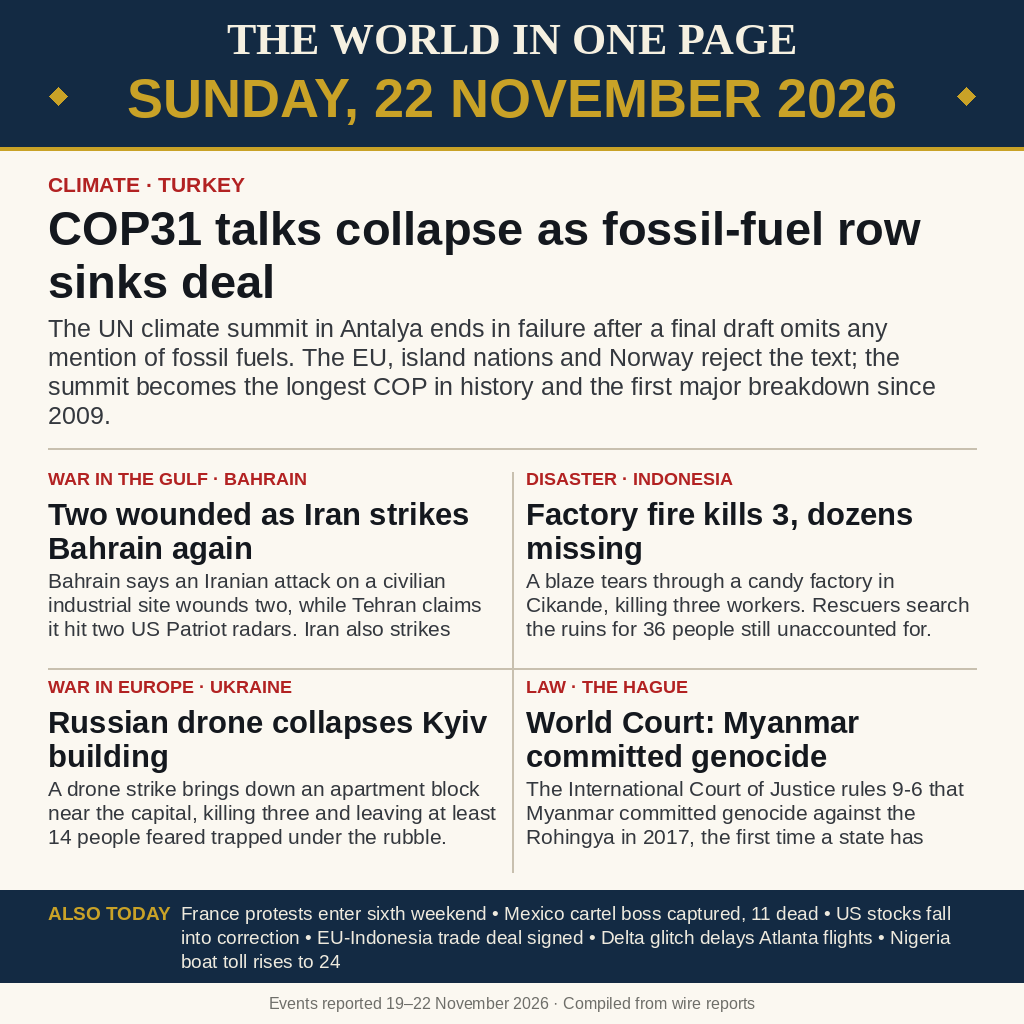 THE WORLD IN ONE PAGE
SUNDAY, 22 NOVEMBER 2026
CLIMATE · TURKEY
COP31 talks collapse as fossil-fuel row
sinks deal
The UN climate summit in Antalya ends in failure after a final draft omits any
mention of fossil fuels. The EU, island nations and Norway reject the text; the
summit becomes the longest COP in history and the first major breakdown since
2009.
WAR IN THE GULF · BAHRAIN
Two wounded as Iran strikes
Bahrain again
Bahrain says an Iranian attack on a civilian
industrial site wounds two, while Tehran claims
it hit two US Patriot radars. Iran also strikes
DISASTER · INDONESIA
Factory fire kills 3, dozens
missing
A blaze tears through a candy factory in
Cikande, killing three workers. Rescuers search
the ruins for 36 people still unaccounted for.
WAR IN EUROPE · UKRAINE
Russian drone collapses Kyiv
building
A drone strike brings down an apartment block
near the capital, killing three and leaving at least
14 people feared trapped under the rubble.
LAW · THE HAGUE
World Court: Myanmar
committed genocide
The International Court of Justice rules 9-6 that
Myanmar committed genocide against the
Rohingya in 2017, the first time a state has
ALSO TODAY France protests enter sixth weekend • Mexico cartel boss captured, 11 dead • US stocks fall
into correction • EU-Indonesia trade deal signed • Delta glitch delays Atlanta flights • Nigeria
boat toll rises to 24
Events reported 19–22 November 2026 · Compiled from wire reports